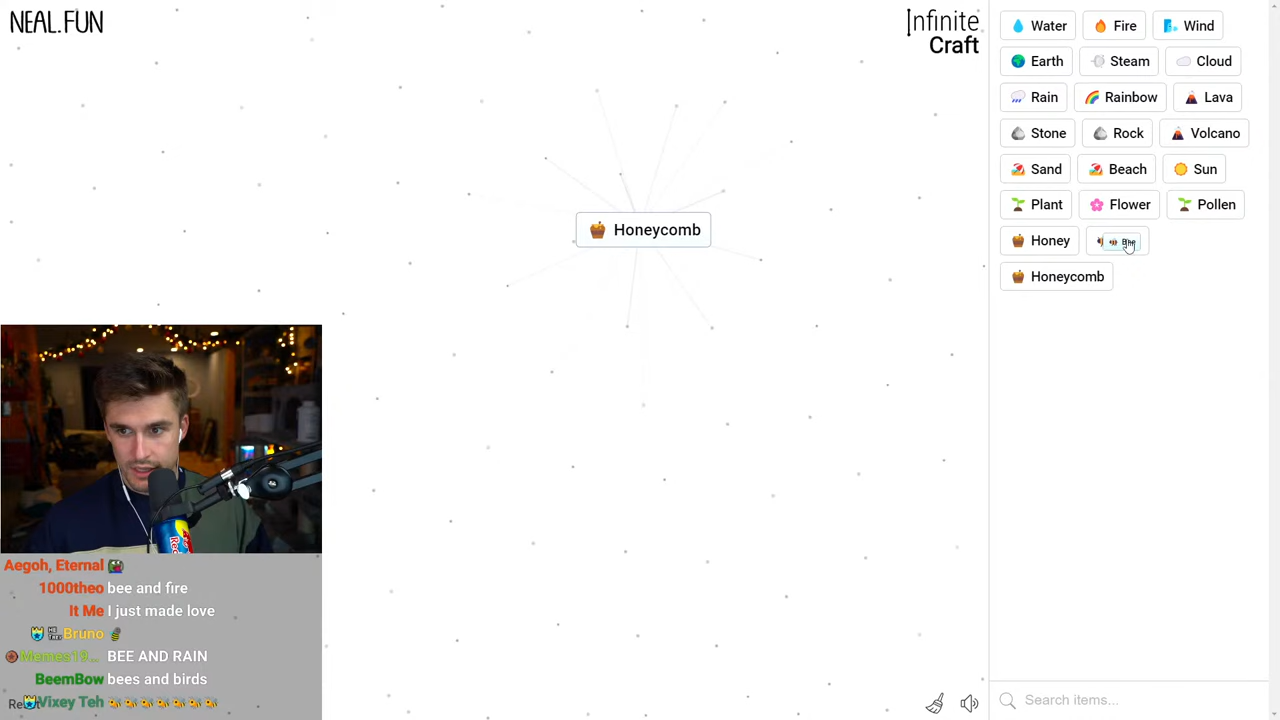 NEAL.FUN
Infinite
Craft
Water
Fire
Wind
Earth
Steam
Cloud
Rain
Rainbow
Lava
Stone
Rock
Volcano
Sand
Beach
Sun
Plant
Flower
Pollen
Honey
Bee
Honeycomb
Honeycomb
Search items...
Aegoh, Eternal
1000theo bee and fire
It Me I just made love
Bruno
Memes19... BEE AND RAIN
BeemBow bees and birds
Vixey Teh